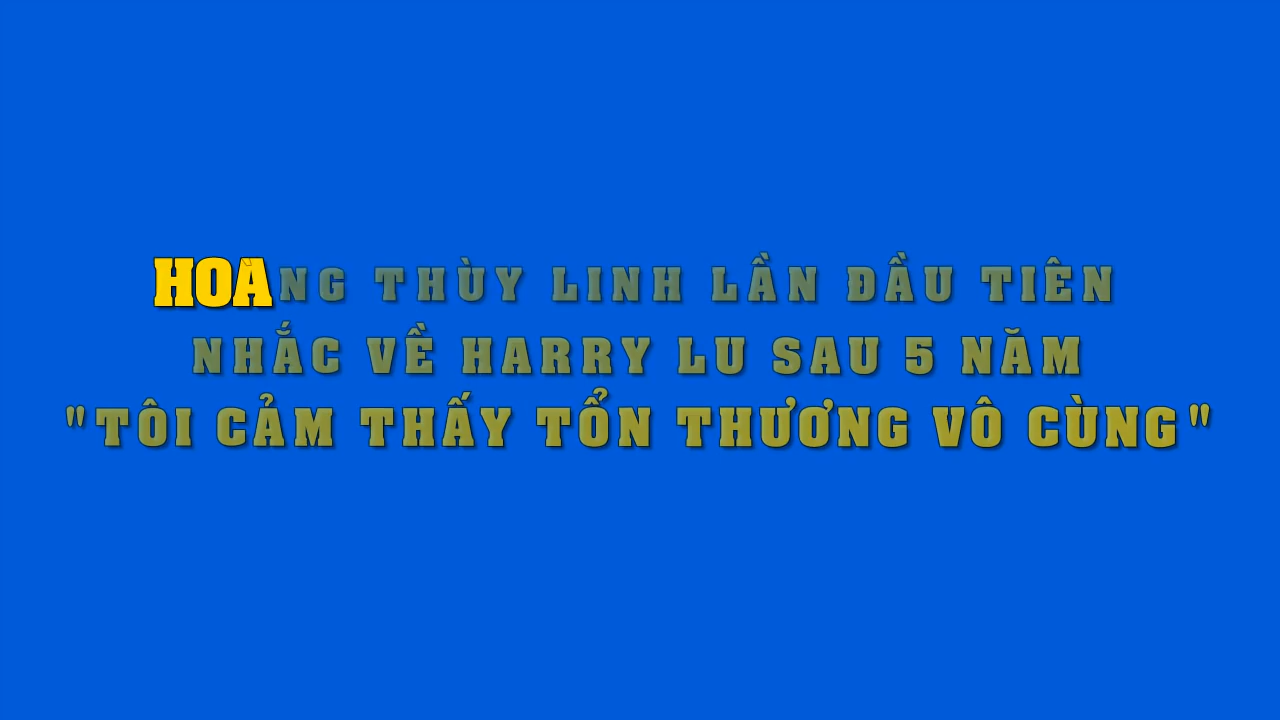 HOÀNG THÙY LINH LẦN ĐẦU TIÊN
NHẮC VỀ HARRY LU SAU 5 NĂM
"TÔI CẢM THẤY TỔN THƯƠNG VÔ CÙNG"